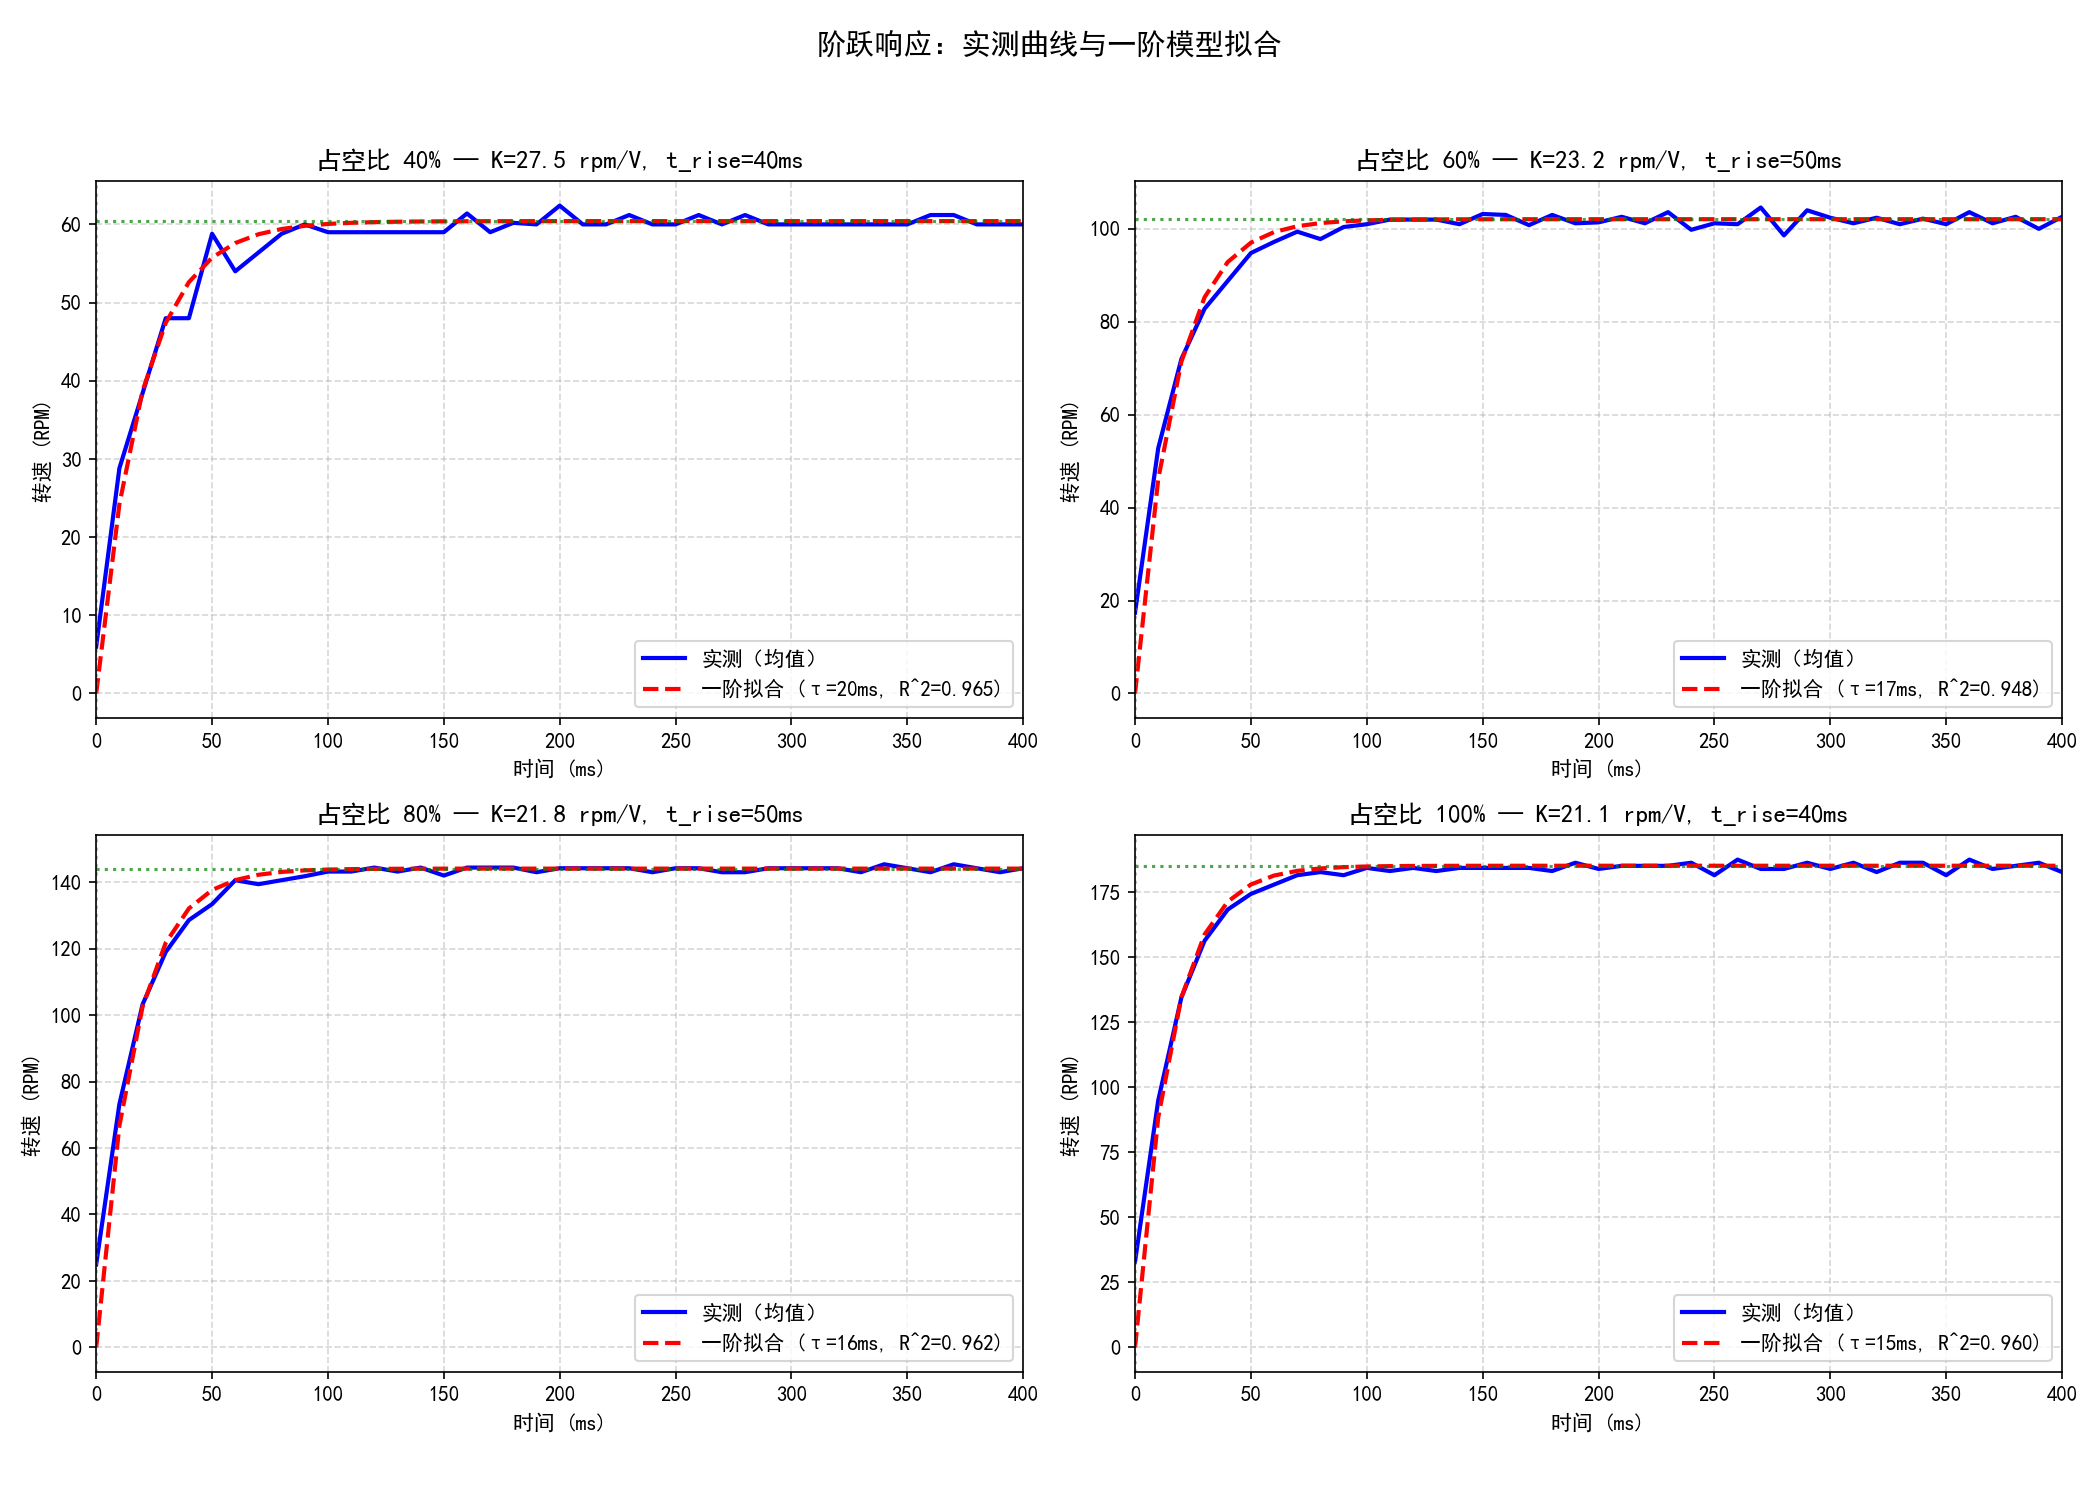 阶跃响应：实测曲线与一阶模型拟合
占空比 40% — K=27.5 rpm/V, t_rise=40ms
60
50
40
30
20
10
0
转速 (RPM)
实测（均值）
一阶拟合 (τ=20ms, R^2=0.965)
0 50 100 150 200 250 300 350 400
时间 (ms)
占空比 60% — K=23.2 rpm/V, t_rise=50ms
100
80
60
40
20
0
转速 (RPM)
实测（均值）
一阶拟合 (τ=17ms, R^2=0.948)
0 50 100 150 200 250 300 350 400
时间 (ms)
占空比 80% — K=21.8 rpm/V, t_rise=50ms
140
120
100
80
60
40
20
0
转速 (RPM)
实测（均值）
一阶拟合 (τ=16ms, R^2=0.962)
0 50 100 150 200 250 300 350 400
时间 (ms)
占空比 100% — K=21.1 rpm/V, t_rise=40ms
175
150
125
100
75
50
25
0
转速 (RPM)
实测（均值）
一阶拟合 (τ=15ms, R^2=0.960)
0 50 100 150 200 250 300 350 400
时间 (ms)